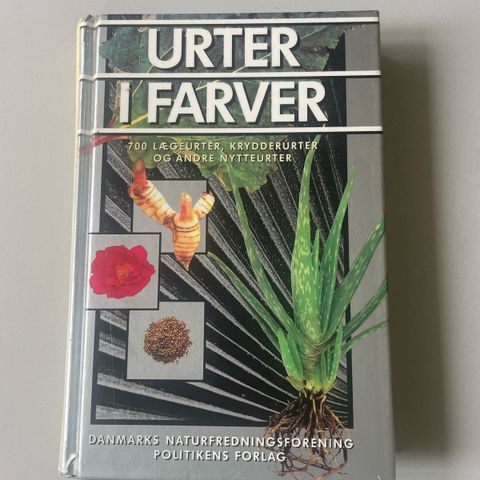 URTER
I FARVER
700 LÆGEURTER, KRYDDERURTER
OG ANDRE NYTTEURTER
DANMARKS NATURFREDNINGSFORENING
POLITIKENS FORLAG